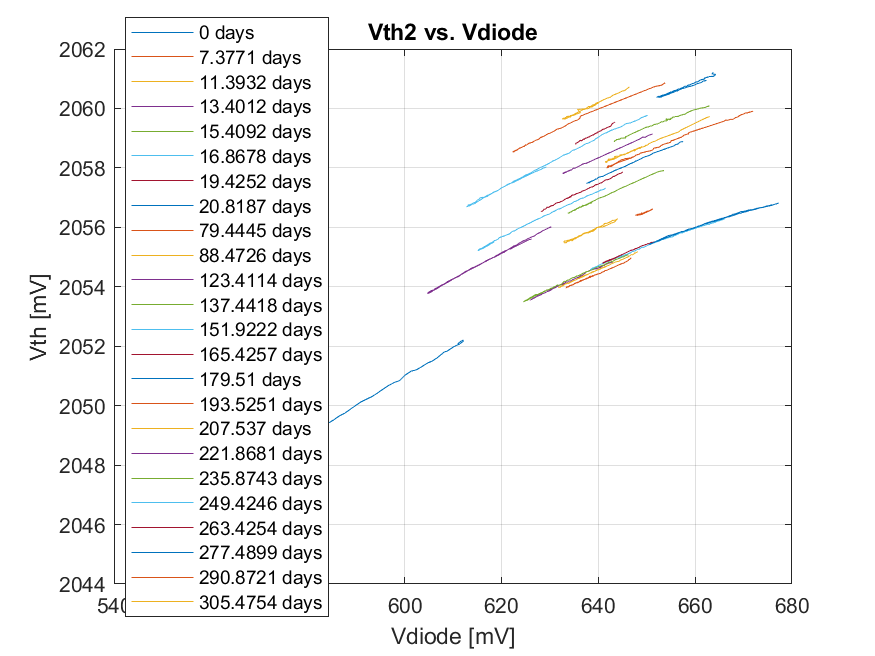 Vth2 vs. Vdiode
0 days
7.3771 days
11.3932 days
13.4012 days
15.4092 days
16.8678 days
19.4252 days
20.8187 days
79.4445 days
88.4726 days
123.4114 days
137.4418 days
151.9222 days
165.4257 days
179.51 days
193.5251 days
207.537 days
221.8681 days
235.8743 days
249.4246 days
263.4254 days
277.4899 days
290.8721 days
305.4754 days
2062
2060
2058
2056
2054
2052
2050
2048
2046
2044
Vth [mV]
540
600
620
640
660
680
Vdiode [mV]